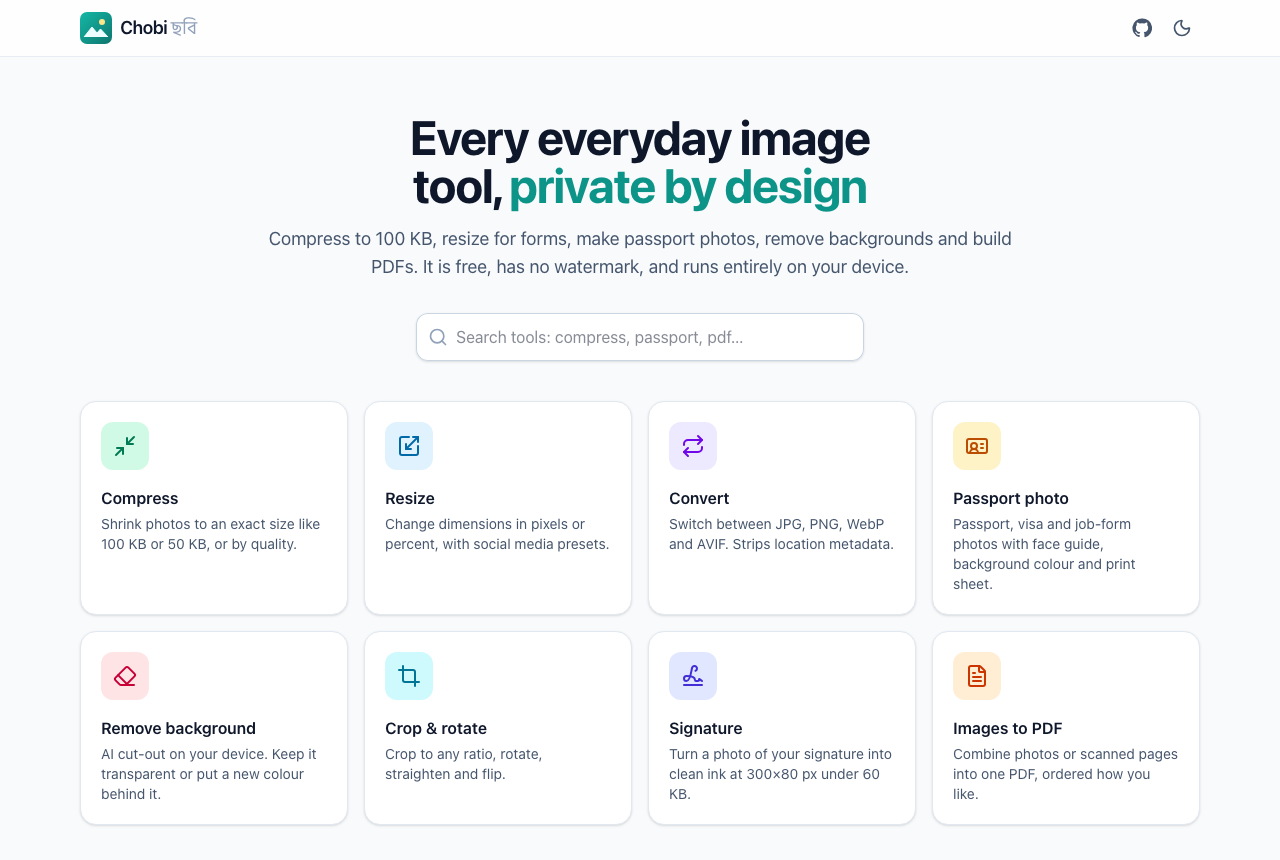 Chobi ছবি
Every everyday image
tool, private by design
Compress to 100 KB, resize for forms, make passport photos, remove backgrounds and build
PDFs. It is free, has no watermark, and runs entirely on your device.
Search tools: compress, passport, pdf...
Compress
Shrink photos to an exact size like
100 KB or 50 KB, or by quality.
Resize
Change dimensions in pixels or
percent, with social media presets.
Convert
Switch between JPG, PNG, WebP
and AVIF. Strips location metadata.
Passport photo
Passport, visa and job-form
photos with face guide,
background colour and print
sheet.
Remove background
AI cut-out on your device. Keep it
transparent or put a new colour
behind it.
Crop & rotate
Crop to any ratio, rotate,
straighten and flip.
Signature
Turn a photo of your signature into
clean ink at 300×80 px under 60
KB.
Images to PDF
Combine photos or scanned pages
into one PDF, ordered how you
like.